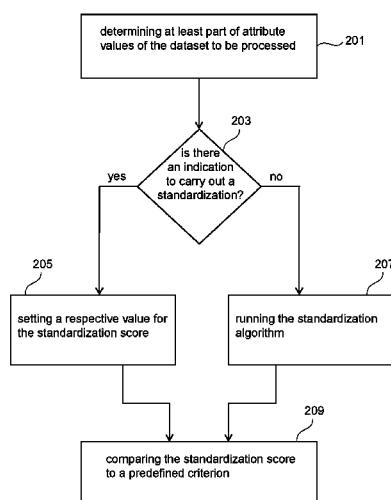 determining at least part of attribute
values of the dataset to be processed
201
203
is there
an indication
to carry out a
standardization?
yes
no
205
207
setting a respective value for
the standardization score
running the standardization
algorithm
209
comparing the standardization score
to a predefined criterion